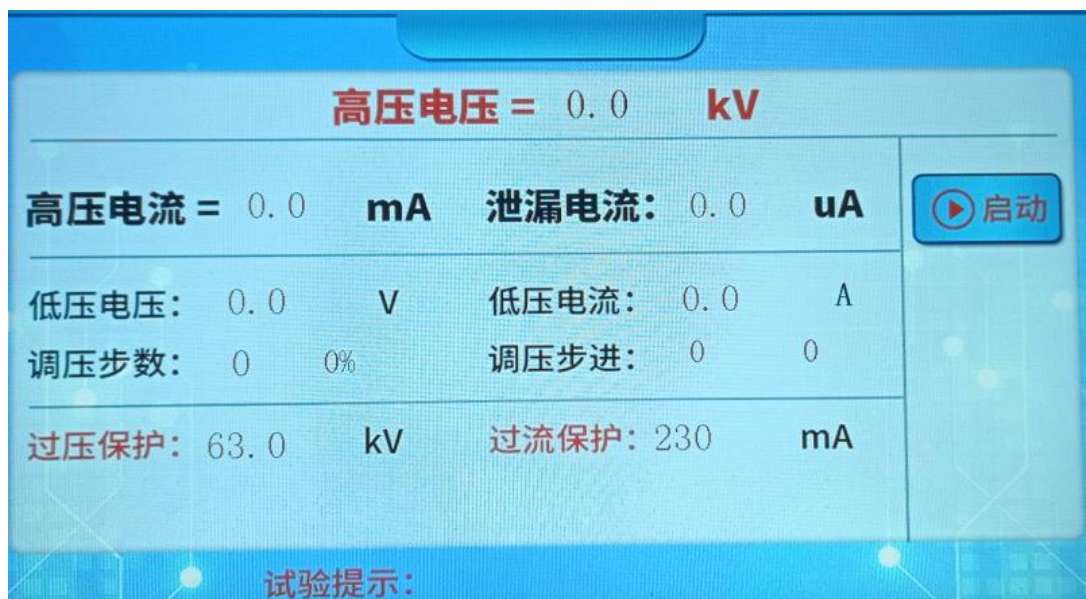 高压电压 = 0.0 kV
高压电流 = 0.0 mA 泄漏电流： 0.0 uA
启动
低压电压： 0.0 V 低压电流： 0.0 A
调压步数： 0 0% 调压步进： 0 0
过压保护： 63.0 kV 过流保护： 230 mA
试验提示：